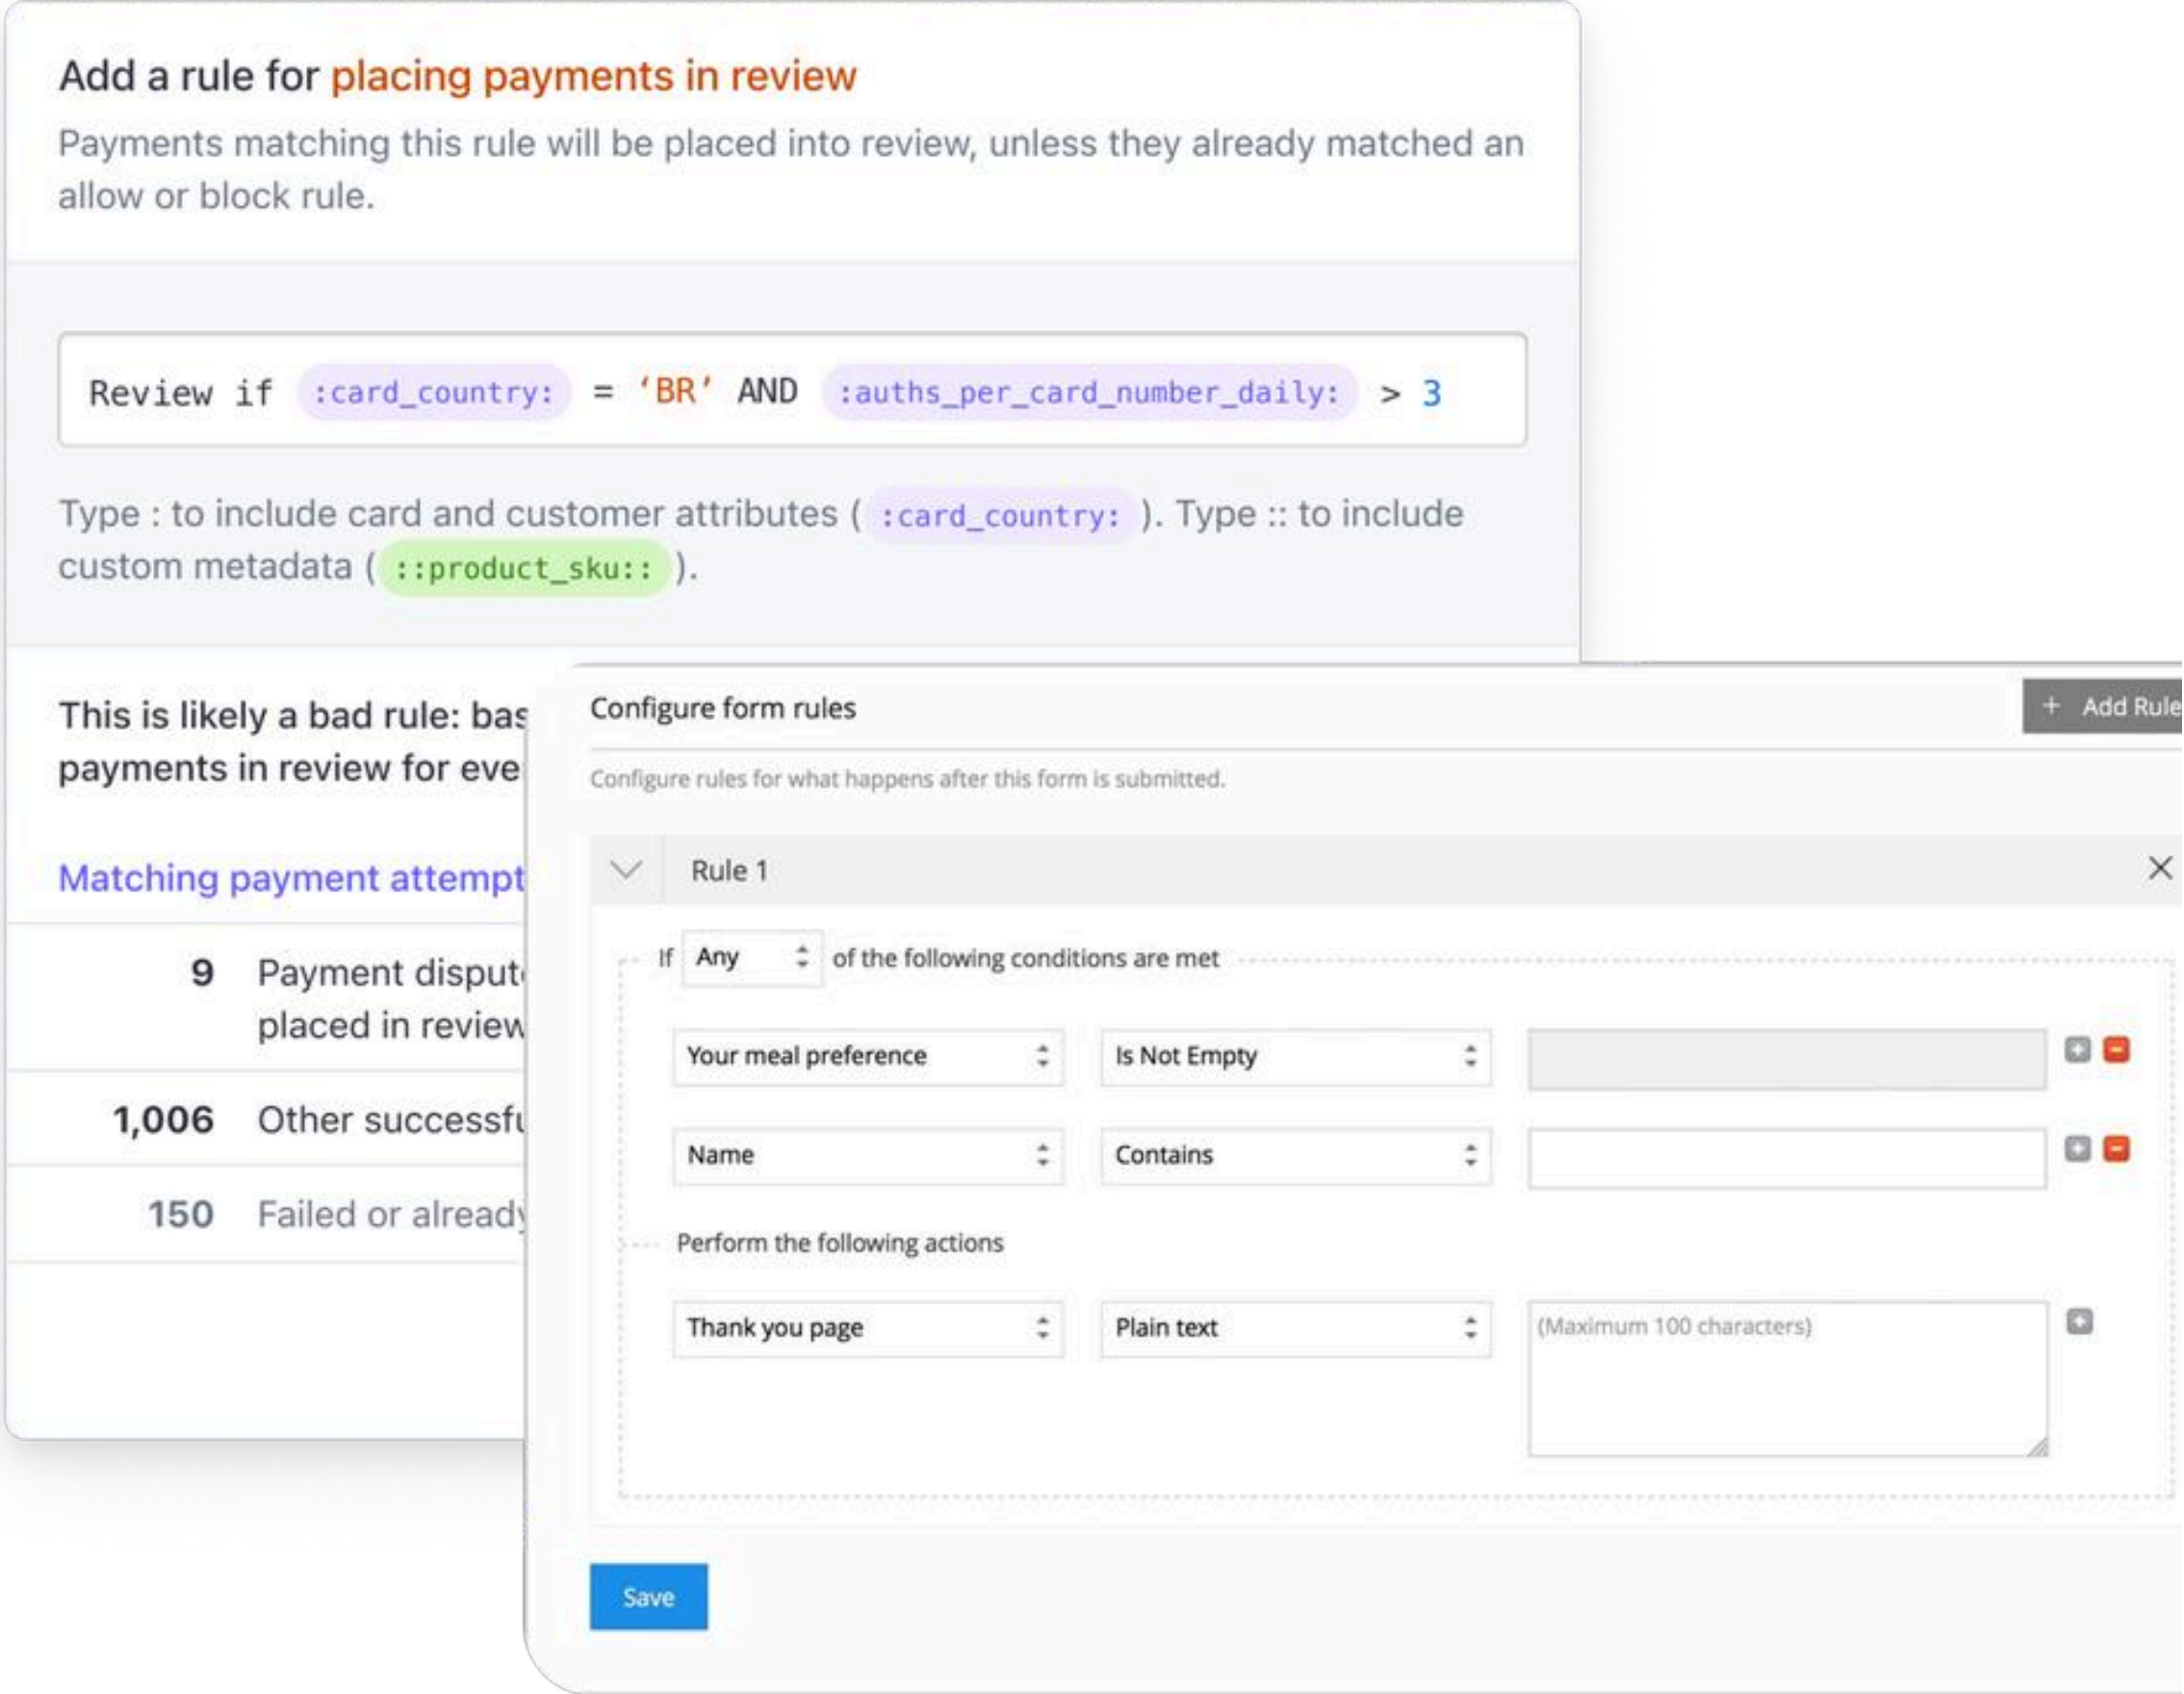 Add a rule for placing payments in review
Payments matching this rule will be placed into review, unless they already matched an
allow or block rule.
Review if :card_country: = ‘BR’ AND :auths_per_card_number_daily: > 3
Type : to include card and customer attributes ( :card_country: ). Type :: to include
custom metadata ( ::product_sku:: ).
This is likely a bad rule:
payments in review for
Matching payment
9 Payment
placed in review
1,006 Other
150 Failed or
Configure form rules
+ Add Rule
Configure rules for what happens after this form is submitted.
Rule 1
If Any of the following conditions are met
Your meal preference Is Not Empty
Name Contains
Perform the following actions
Thank you page Plain text (Maximum 100 characters)
Save